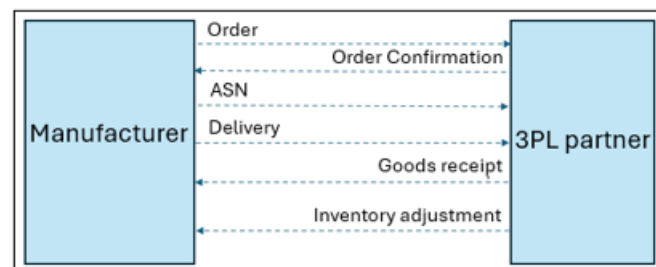 Order
Order Confirmation
ASN
Manufacturer
Delivery
3PL partner
Goods receipt
Inventory adjustment